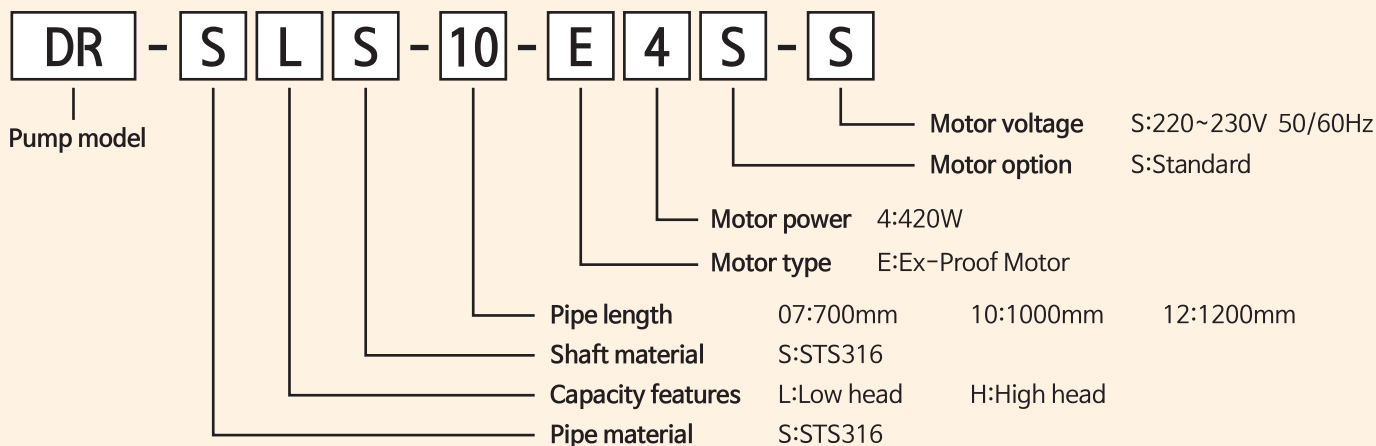 DR - S L S - 10 - E 4 S - S
Pump model
Motor voltage S:220~230V 50/60Hz
Motor option S:Standard
Motor power 4:420W
Motor type E:Ex-Proof Motor
Pipe length 07:700mm 10:1000mm 12:1200mm
Shaft material S:STS316
Capacity features L:Low head H:High head
Pipe material S:STS316